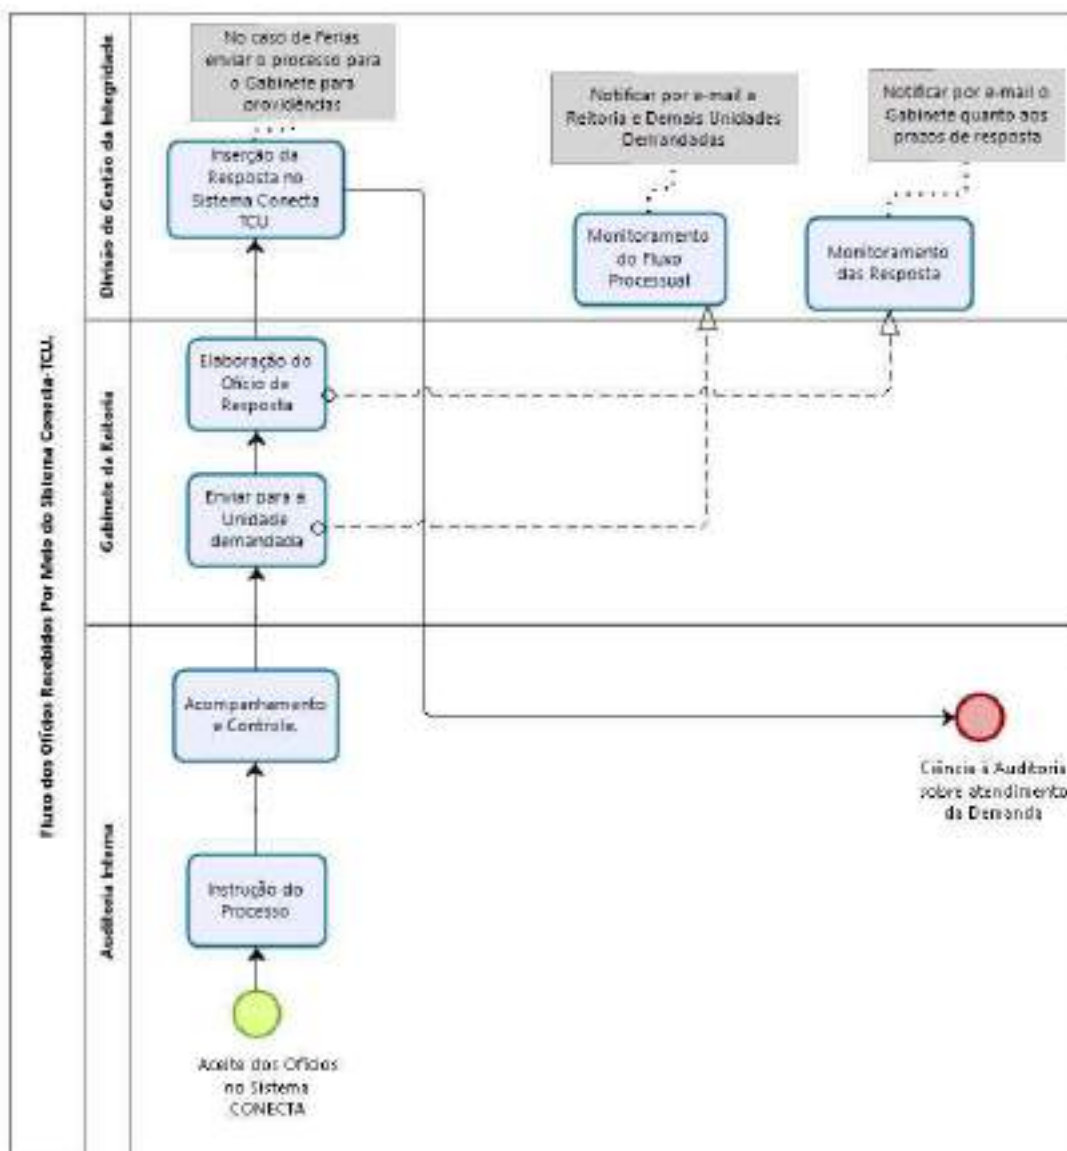 Fluxo dos Ofícios Recebidos Por Meio do Sistema Conecta-TCU.
Divisão de Gestão da Integridade
No caso de Ferias
enviar o processo para
o Gabinete para
providências
Inserção da
Resposta no
Sistema Conecta
TCU
Notificar por e-mail a
Reitoria e Demais Unidades
Demandadas
Monitoramento
do Fluxo
Processual
Notificar por e-mail o
Gabinete quanto aos
prazos de resposta
Monitoramento
das Resposta
Gabinete da Reitoria
Elaboração do
Ofício de
Resposta
Enviar para a
Unidade
demandada
Auditoria Interna
Acompanhamento
e Controle.
Instrução do
Processo
Aceite dos Ofícios
no Sistema
CONECTA
Ciência à Auditoria
sobre atendimento
da Demanda